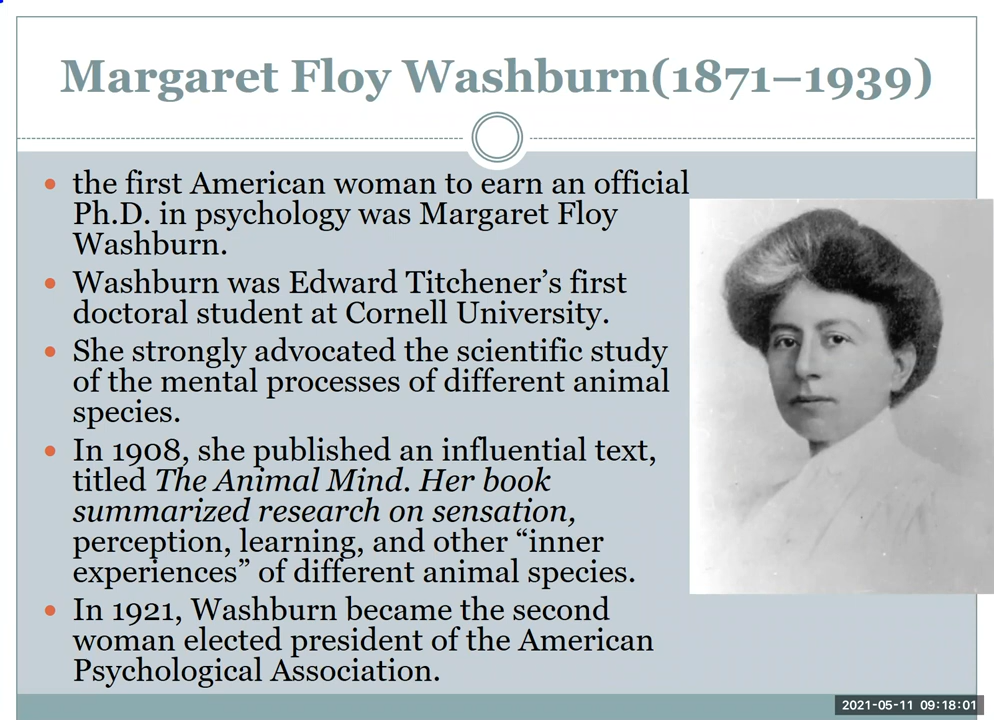 Margaret Floy Washburn(1871–1939)
the first American woman to earn an official
Ph.D. in psychology was Margaret Floy
Washburn.
Washburn was Edward Titchener’s first
doctoral student at Cornell University.
She strongly advocated the scientific study
of the mental processes of different animal
species.
In 1908, she published an influential text,
titled The Animal Mind. Her book
summarized research on sensation,
perception, learning, and other “inner
experiences” of different animal species.
In 1921, Washburn became the second
woman elected president of the American
Psychological Association.
2021-05-11 09:18:01